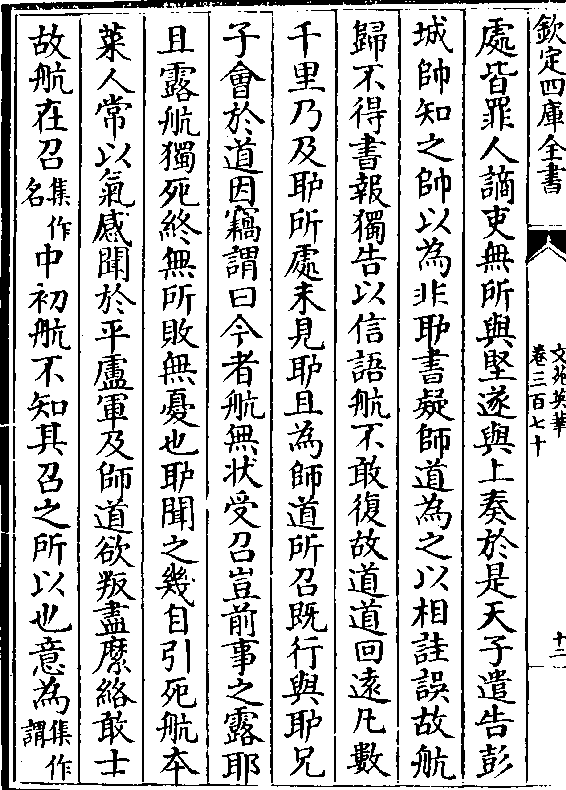 欽定四庫全書
文苑英華
卷三百七十
十二
處皆罪人謫吏無所與堅遂與上奏於是天子遣告彭
城帥知之帥以為非耼書疑師道為之以相詿誤故航
歸不得書報獨告以信語航不敢復故道道回遠凡數
千里乃及耼所處未見耼且為師道所召既行與耼兄
子會於道因竊謂曰今者航無狀受召豈前事之露耶
且露航獨死終無所敗無憂也耼聞之幾自引死航本
萊人常以氣感聞於平盧軍及師道欲叛盡縻絡敢士
故航在召集作名中初航不知其召之所以也意為集作謂